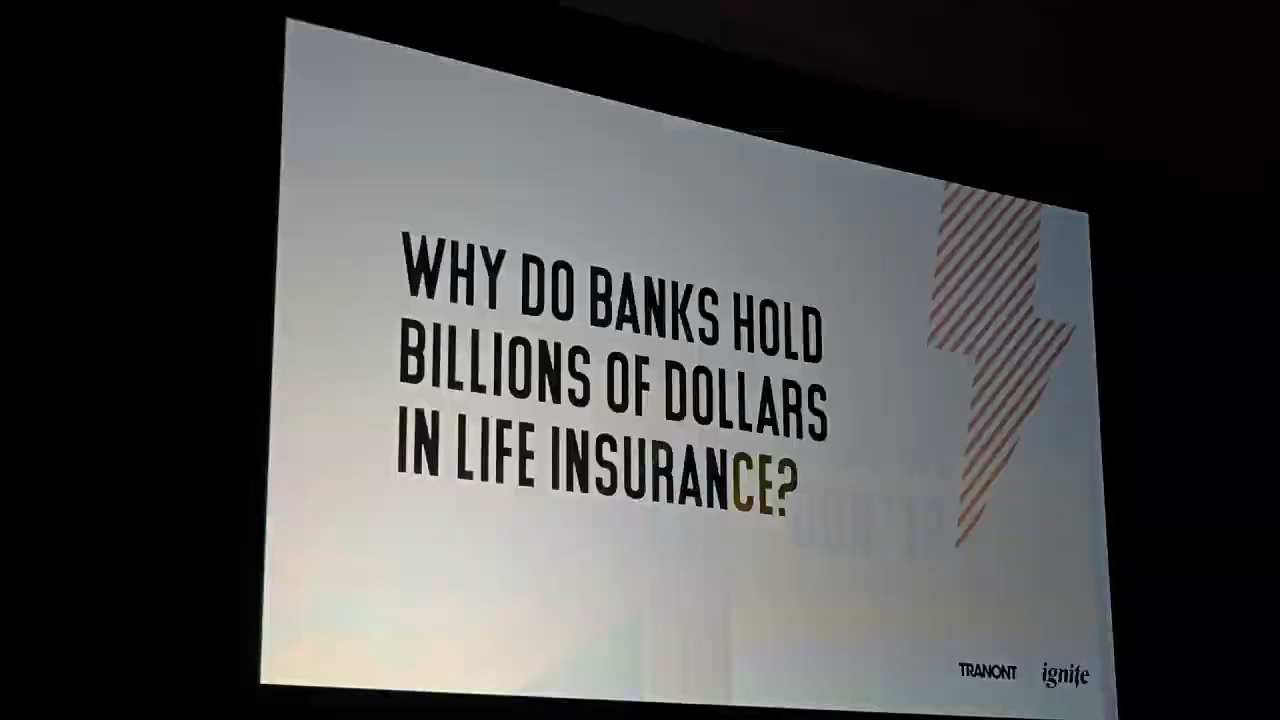 WHY DO BANKS HOLD
BILLIONS OF DOLLARS
IN LIFE INSURANCE?
TRANONT ignite